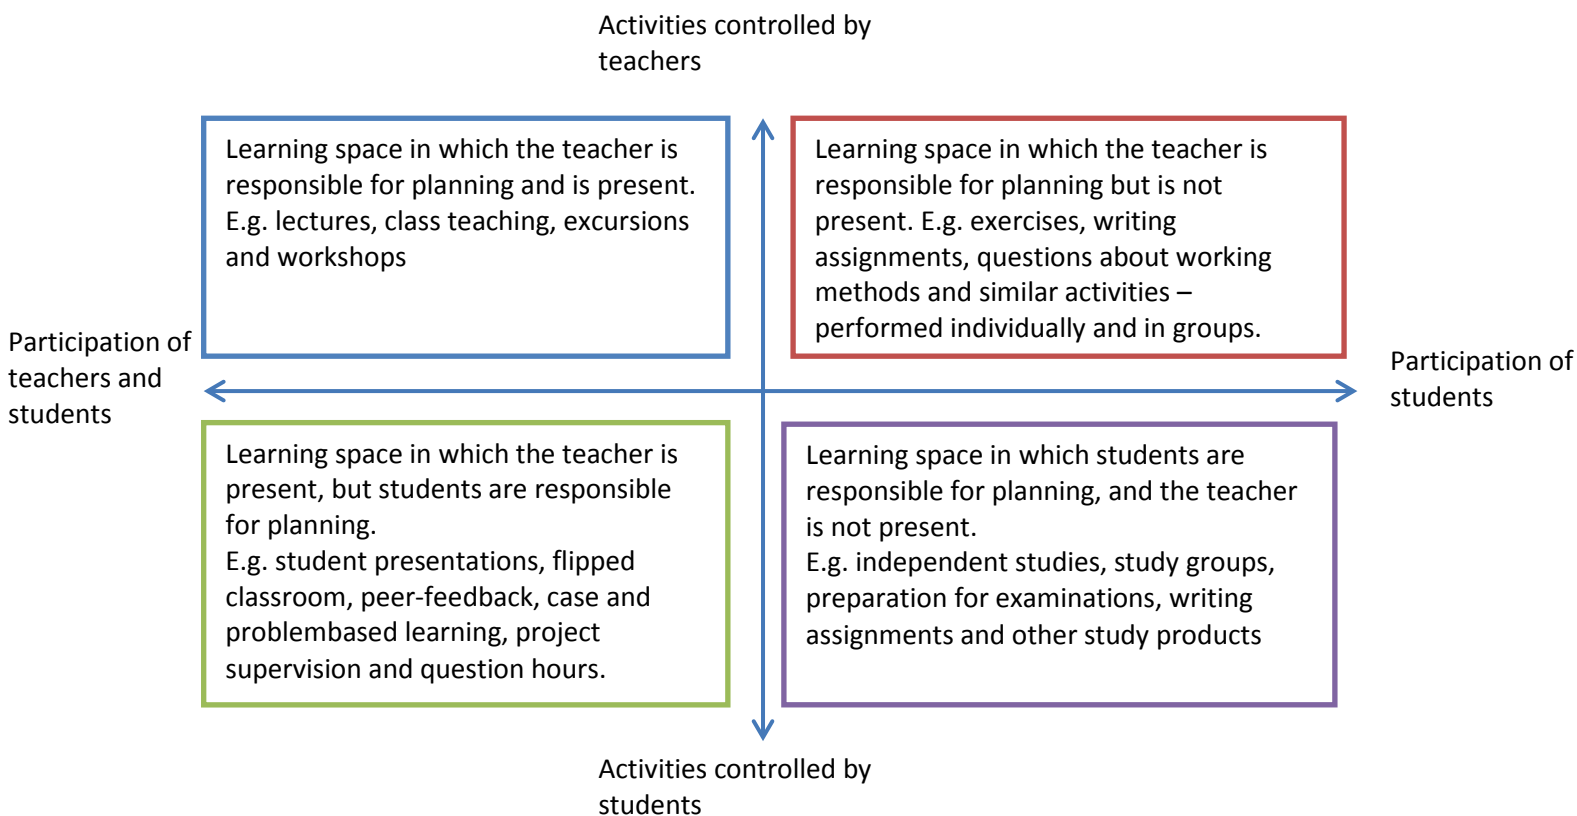 Activities controlled by
teachers
Learning space in which the teacher is
responsible for planning and is present.
E.g. lectures, class teaching, excursions
and workshops
Learning space in which the teacher is
responsible for planning but is not
present. E.g. exercises, writing
assignments, questions about working
methods and similar activities –
performed individually and in groups.
Participation of
teachers and
students
Participation of
students
Learning space in which the teacher is
present, but students are responsible
for planning.
E.g. student presentations, flipped
classroom, peer-feedback, case and
problembased learning, project
supervision and question hours.
Learning space in which students are
responsible for planning, and the teacher
is not present.
E.g. independent studies, study groups,
preparation for examinations, writing
assignments and other study products
Activities controlled by
students